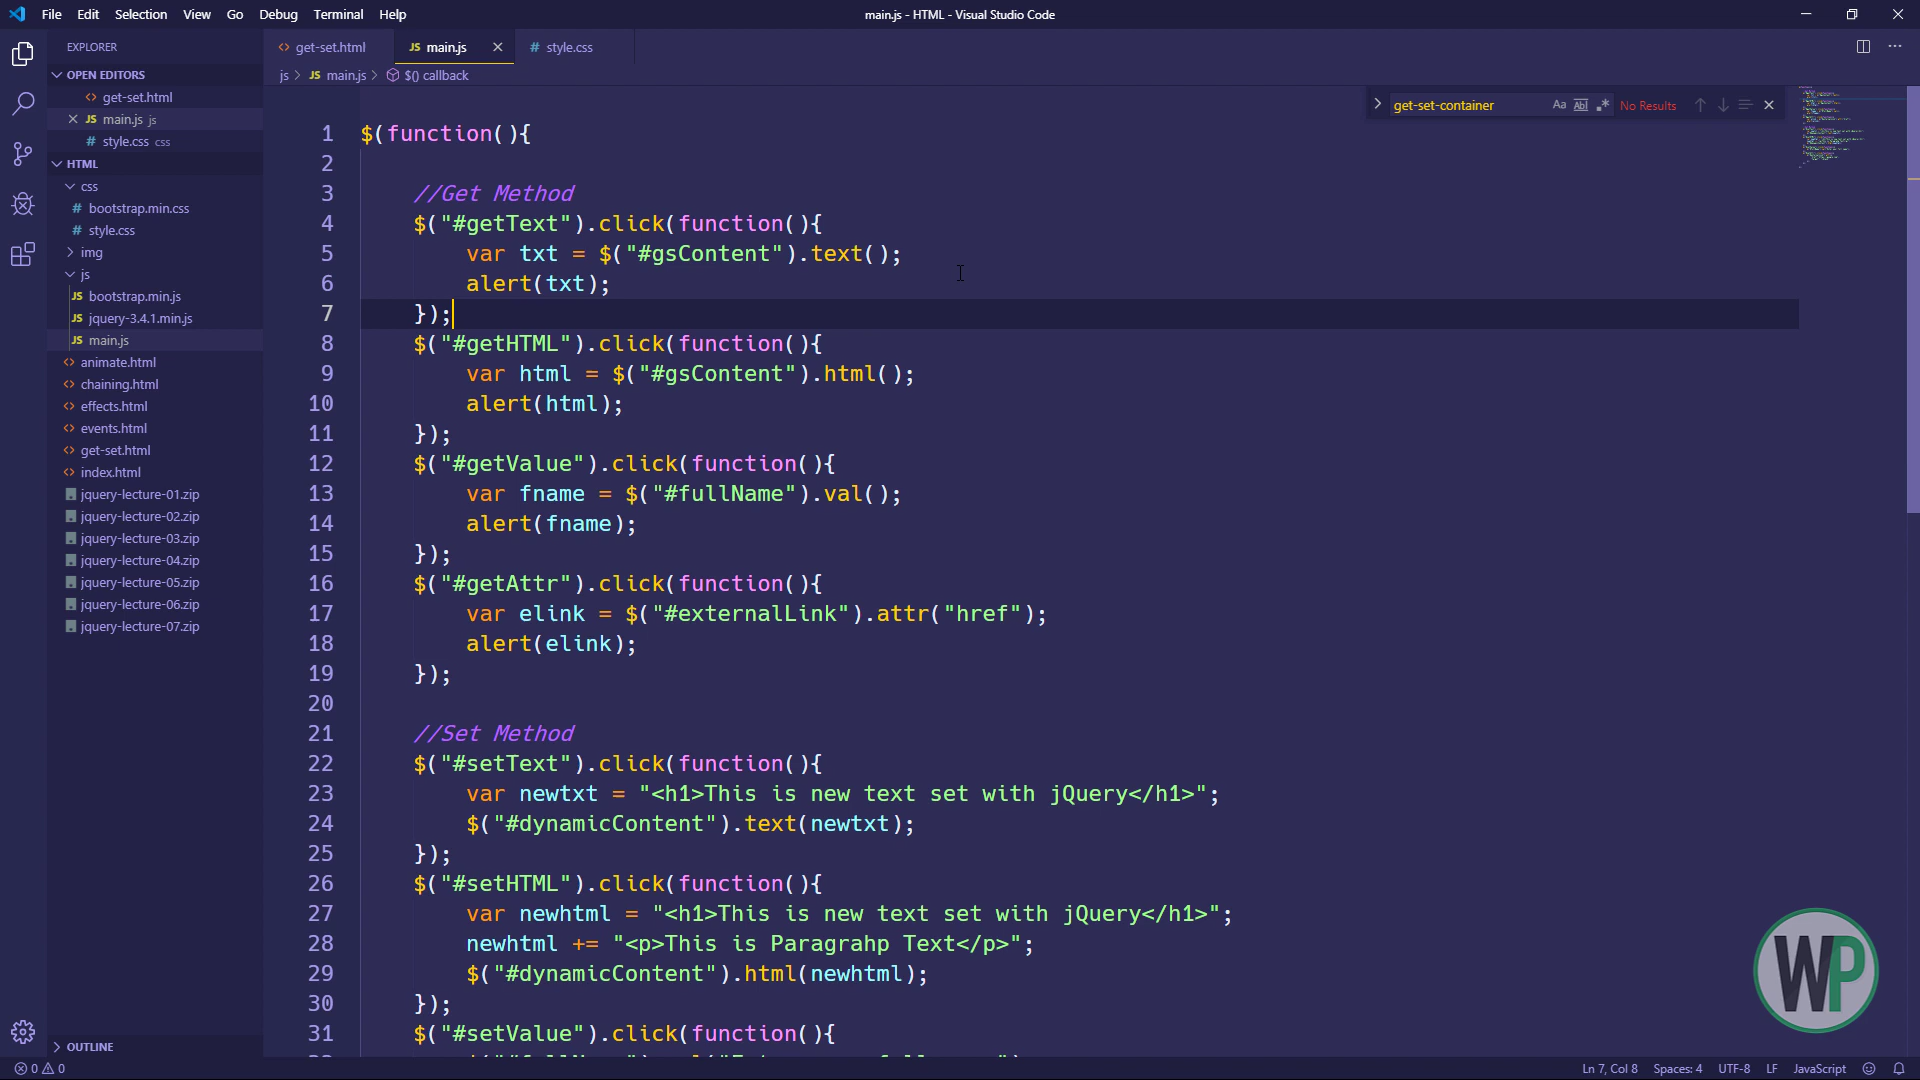 File Edit Selection View Go Debug Terminal Help
main.js - HTML - Visual Studio Code
EXPLORER
OPEN EDITORS
get-set.html
main.js js
style.css css
HTML
css
bootstrap.min.css
style.css
img
js
bootstrap.min.js
jquery-3.4.1.min.js
main.js
animate.html
chaining.html
effects.html
events.html
get-set.html
index.html
jquery-lecture-01.zip
jquery-lecture-02.zip
jquery-lecture-03.zip
jquery-lecture-04.zip
jquery-lecture-05.zip
jquery-lecture-06.zip
jquery-lecture-07.zip
OUTLINE
get-set.html main.js style.css
js > JS main.js > $() callback
get-set-container Aa Abl No Results
1 $(function(){
2
3 //Get Method
4 $("#getText").click(function(){
5 var txt = $("#gsContent").text();
6 alert(txt);
7 });
8 $("#getHTML").click(function(){
9 var html = $("#gsContent").html();
10 alert(html);
11 });
12 $("#getValue").click(function(){
13 var fname = $("#fullName").val();
14 alert(fname);
15 });
16 $("#getAttr").click(function(){
17 var elink = $("#externalLink").attr("href");
18 alert(elink);
19 });
20
21 //Set Method
22 $("#setText").click(function(){
23 var newtxt = "<h1>This is new text set with jQuery</h1>";
24 $("#dynamicContent").text(newtxt);
25 });
26 $("#setHTML").click(function(){
27 var newhtml = "<h1>This is new text set with jQuery</h1>";
28 newhtml += "<p>This is Paragrahp Text</p>";
29 $("#dynamicContent").html(newhtml);
30 });
31 $("#setValue").click(function(){
WP
0 0
Ln 7, Col 8 Spaces: 4 UTF-8 LF JavaScript